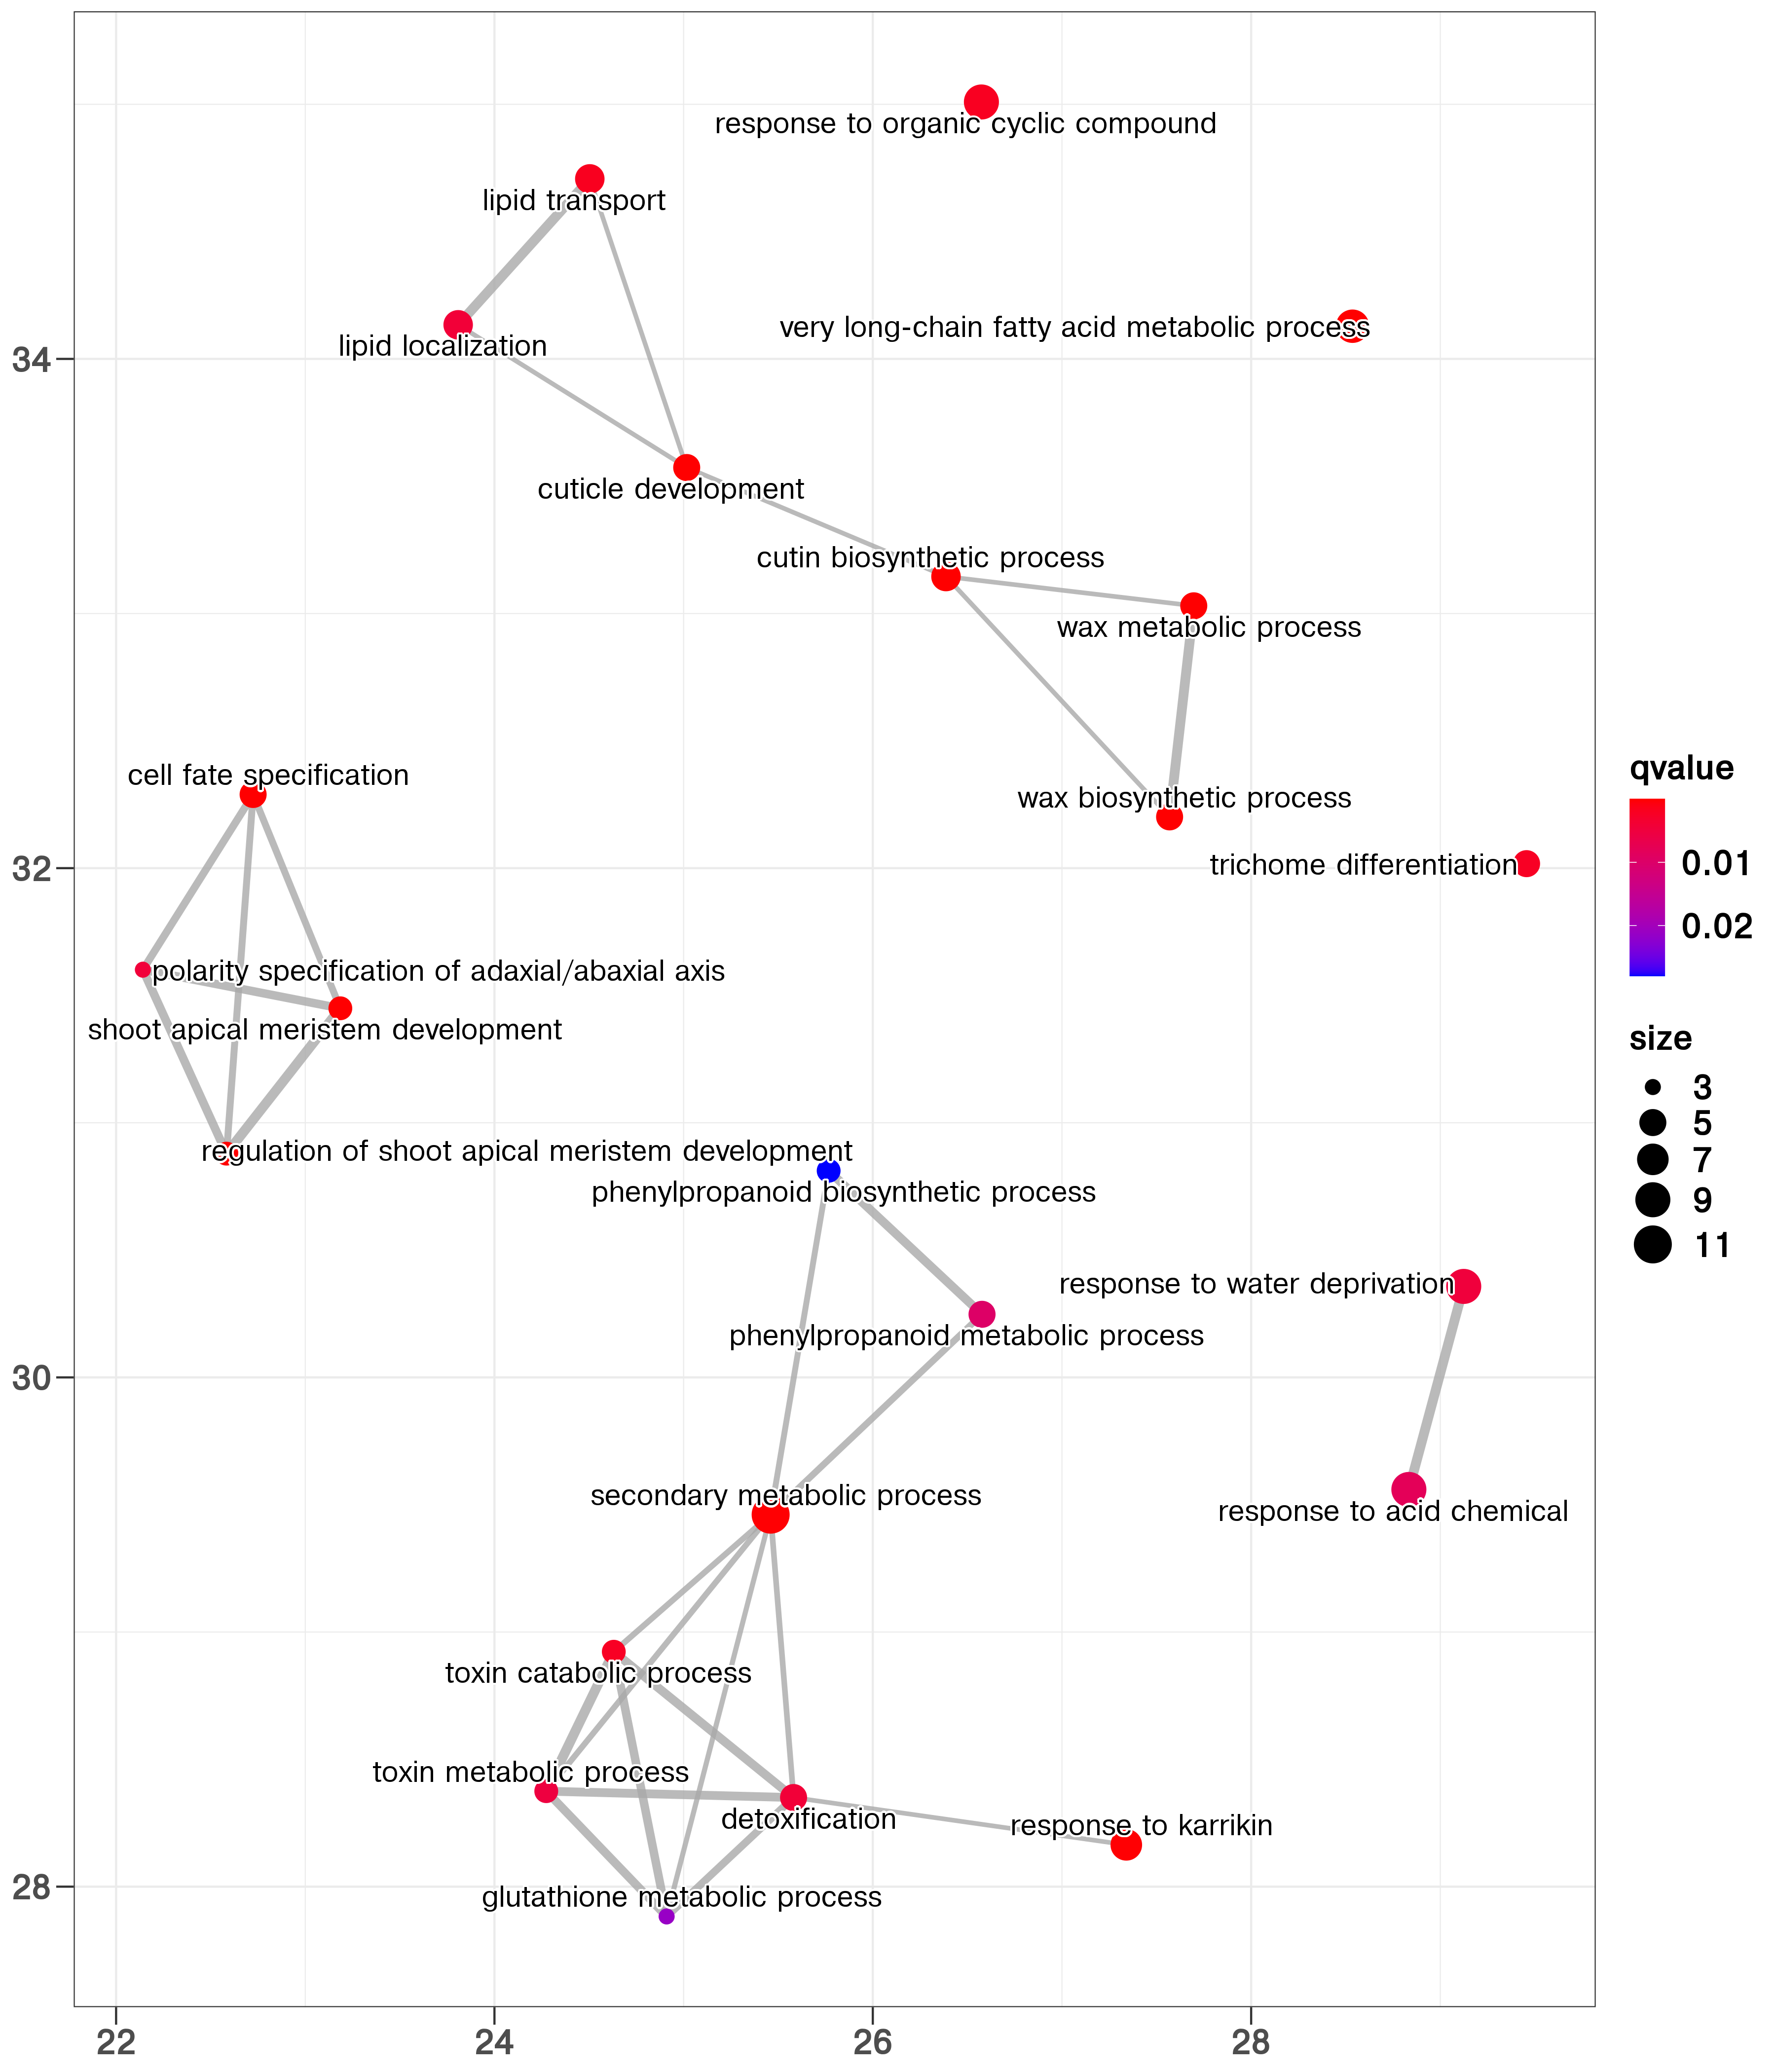 response to organic cyclic compound
lipid transport
very long-chain fatty acid metabolic process
lipid localization
34
cuticle development
cutin biosynthetic process
wax metabolic process
cell fate specification
wax biosynthetic process
trichome differentiation
32
polarity specification of adaxial/abaxial axis
shoot apical meristem development
regulation of shoot apical meristem development
phenylpropanoid biosynthetic process
response to water deprivation
phenylpropanoid metabolic process
30
secondary metabolic process
response to acid chemical
toxin catabolic process
toxin metabolic process
detoxification
response to karrikin
28
glutathione metabolic process
22
24
26
28
qvalue
0.01
0.02
size
3
5
7
9
11